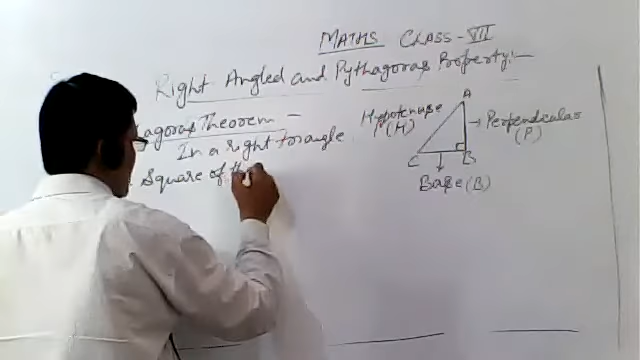 MATHS CLASS-VII
Right Angled and Pythagoras Property:-
agoras Theorem -
In a right triangle
Square of the
A
Hypotenuse
(H)
→ Perpendicular
(P)
C
B
Base (B)